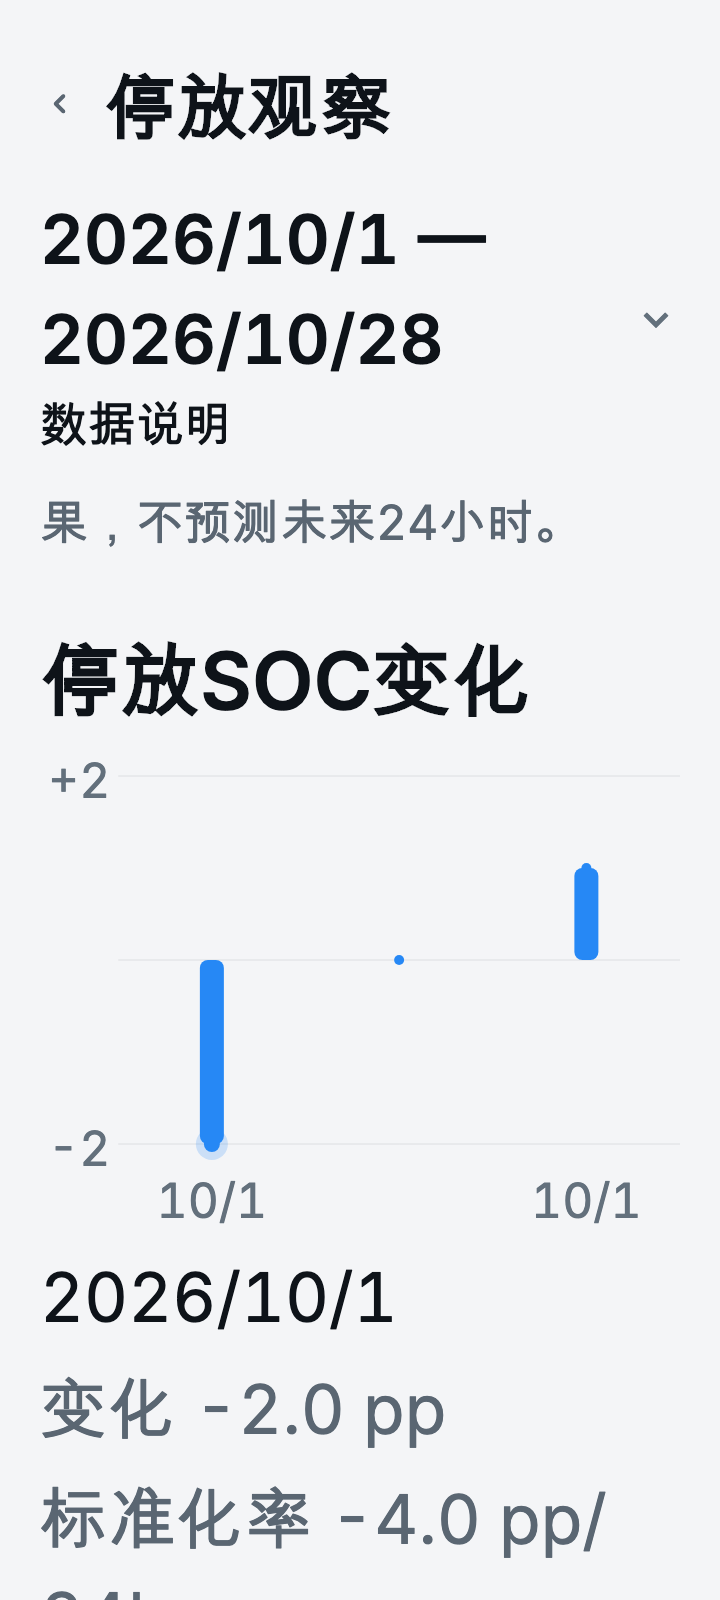 停放观察
2026/10/1 —
2026/10/28
数据说明
果，不预测未来24小时。
停放SOC变化
+2
-2
10/1 10/1
2026/10/1
变化 -2.0 pp
标准化率 -4.0 pp/